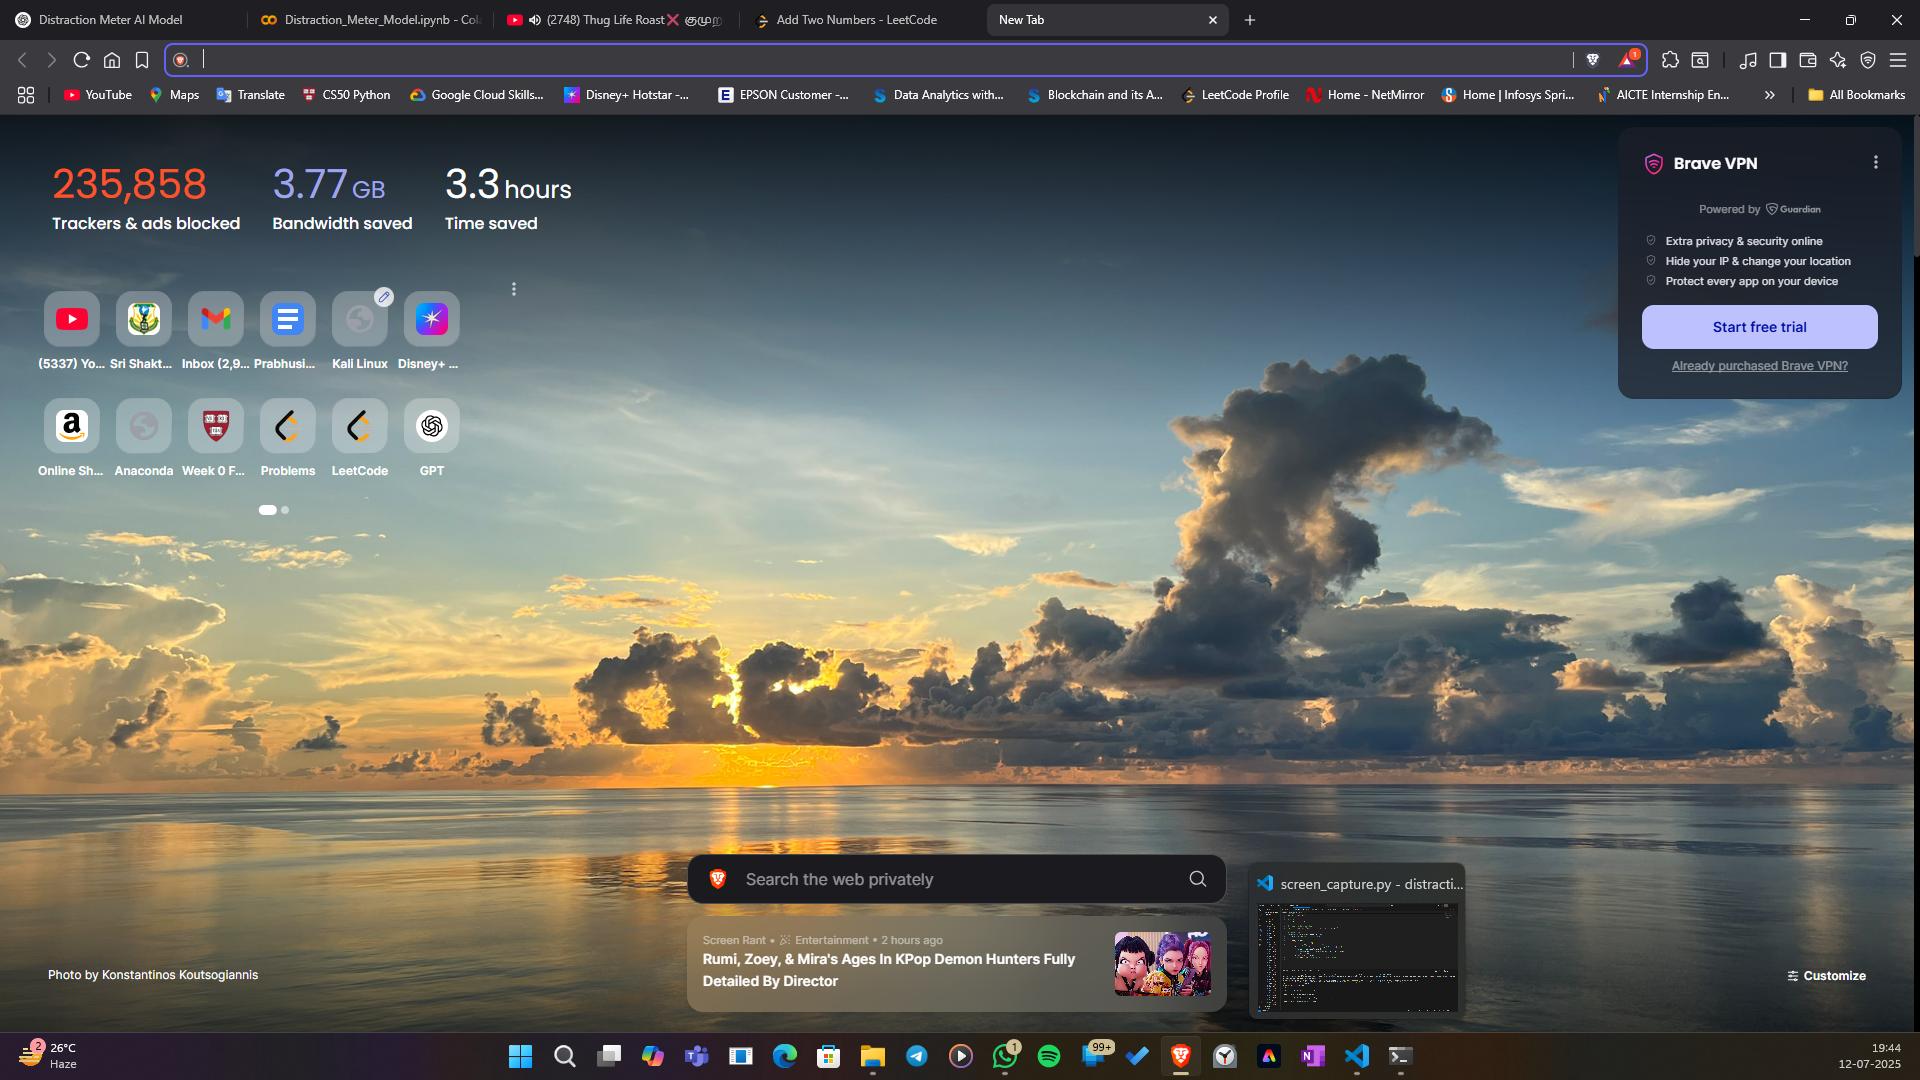 Distraction Meter AI Model
Distraction_Meter_Model.ipynb - Col
(2748) Thug Life Roast❌ குமுற
Add Two Numbers - LeetCode
New Tab
1
YouTube
Maps
Translate
CS50 Python
Google Cloud Skills...
Disney+ Hotstar -...
EPSON Customer -...
Data Analytics with...
Blockchain and its A...
LeetCode Profile
Home - NetMirror
Home | Infosys Spri...
AICTE Internship En...
All Bookmarks
235,858
Trackers & ads blocked
3.77 GB
Bandwidth saved
3.3 hours
Time saved
Brave VPN
Powered by Guardian
Extra privacy & security online
Hide your IP & change your location
Protect every app on your device
Start free trial
Already purchased Brave VPN?
(5337) Yo...
Sri Shakt...
Inbox (2,9...
Prabhusi...
Kali Linux
Disney+ ...
Online Sh...
Anaconda
Week 0 F...
Problems
LeetCode
GPT
Search the web privately
screen_capture.py - distracti...
Screen Rant • Entertainment • 2 hours ago
Rumi, Zoey, & Mira's Ages In KPop Demon Hunters Fully
Detailed By Director
Photo by Konstantinos Koutsogiannis
Customize
2
26°C
Haze
1
99+
19:44
12-07-2025